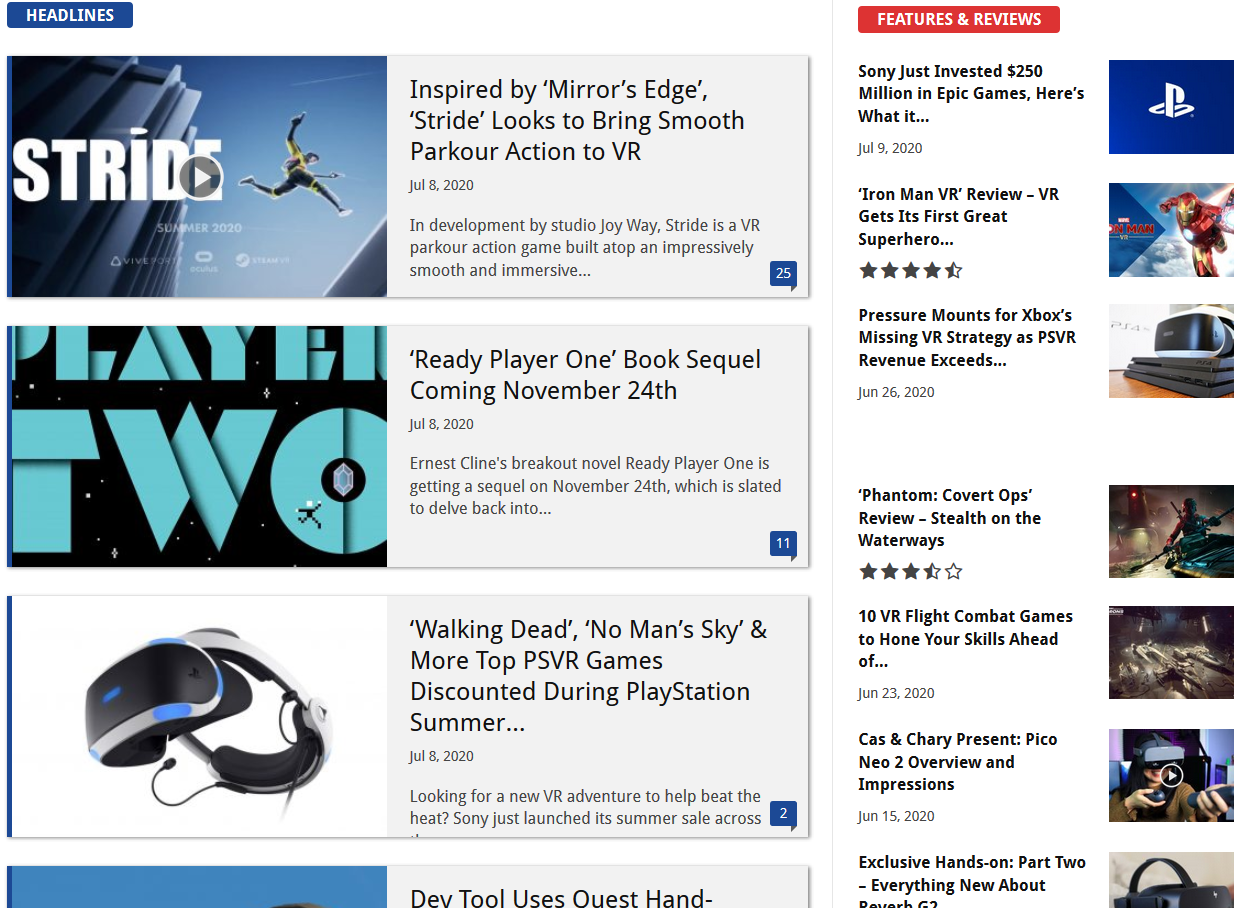 HEADLINES
STRIDE
SUMMER 2020
VIVEPORT
oculus
STEAMVR
Inspired by ‘Mirror’s Edge’,
‘Stride’ Looks to Bring Smooth
Parkour Action to VR
Jul 8, 2020
In development by studio Joy Way, Stride is a VR
parkour action game built atop an impressively
smooth and immersive...
25
PLAYER
TWO
‘Ready Player One’ Book Sequel
Coming November 24th
Jul 8, 2020
Ernest Cline's breakout novel Ready Player One is
getting a sequel on November 24th, which is slated
to delve back into...
11
‘Walking Dead’, ‘No Man’s Sky’ &
More Top PSVR Games
Discounted During PlayStation
Summer...
Jul 8, 2020
Looking for a new VR adventure to help beat the
heat? Sony just launched its summer sale across
2
Dev Tool Uses Quest Hand-
FEATURES & REVIEWS
Sony Just Invested $250
Million in Epic Games, Here’s
What it...
Jul 9, 2020
‘Iron Man VR’ Review – VR
Gets Its First Great
Superhero...
MARVEL
IRON MAN
VR
Pressure Mounts for Xbox’s
Missing VR Strategy as PSVR
Revenue Exceeds...
Jun 26, 2020
PS4
‘Phantom: Covert Ops’
Review – Stealth on the
Waterways
10 VR Flight Combat Games
to Hone Your Skills Ahead
of...
Jun 23, 2020
Cas & Chary Present: Pico
Neo 2 Overview and
Impressions
Jun 15, 2020
Exclusive Hands-on: Part Two
– Everything New About
Reverb G2